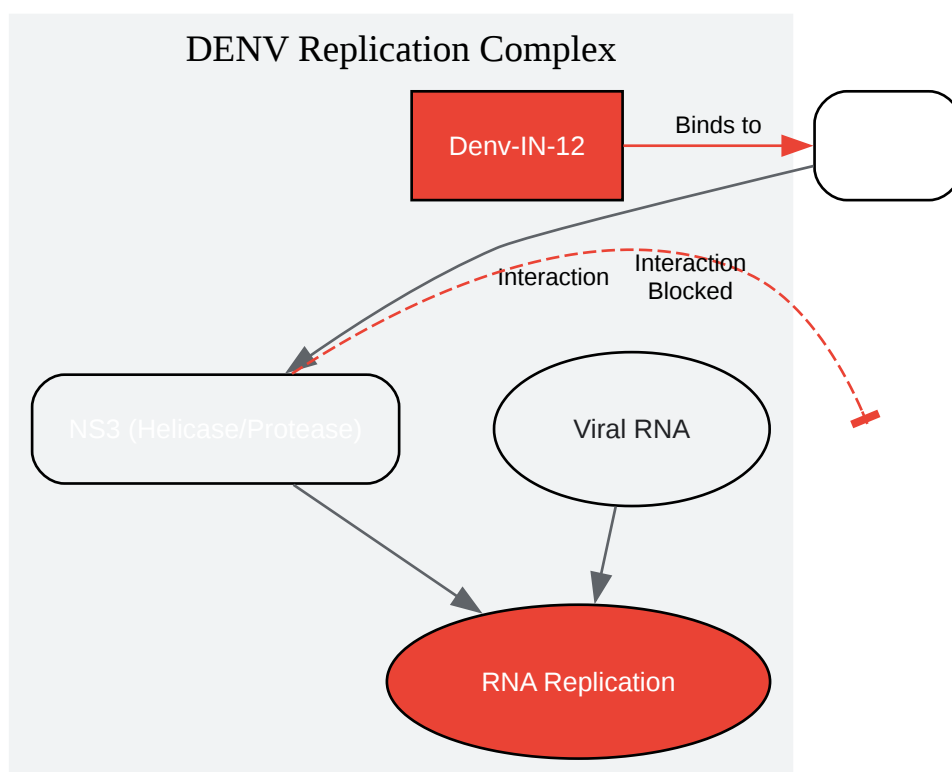 DENV Replication Complex
Denv-IN-12
Binds to
Interaction
Interaction
Blocked
NS3 (Helicase/Protease)
Viral RNA
RNA Replication